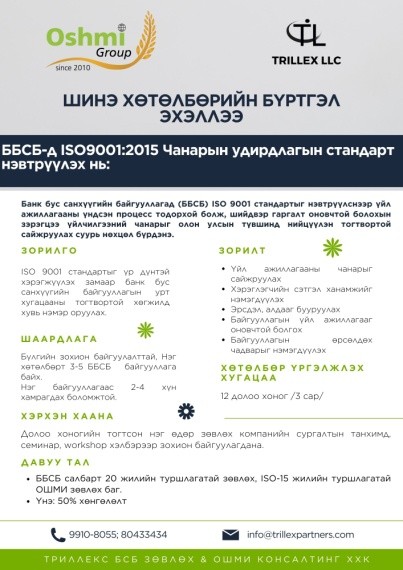 Oshmi
Group
since 2010
TRILLEX LLC
ШИНЭ ХӨТӨЛБӨРИЙН БҮРТГЭЛ
ЭХЭЛЛЭЭ
ББСБ-д ISO9001:2015 Чанарын удирдлагын стандарт
нэвтрүүлэх нь:
Банк бус санхүүгийн байгууллагад (ББСБ) ISO 9001 стандартыг нэвтрүүлснээр үйл
ажиллагааны үндсэн процесс тодорхой болж, шийдвэр гаргалт оновчтой болохын
зэрэгцээ үйлчилгээний чанарыг олон улсын түвшинд нийцүүлэн тогтвортой
сайжруулах суурь нөхцөл бүрдэнэ.
ЗОРИЛГО
ISO 9001 стандартыг үр дүнтэй
хэрэгжүүлэх замаар банк бус
санхүүгийн байгууллагын урт
хугацааны тогтвортой хөгжилд
хувь нэмэр оруулах.
ШААРДЛАГА
Бүлгийн зохион байгуулалттай, Нэг
хөтөлбөрт 3-5 ББСБ байгууллага
байх.
Нэг байгууллагаас 2-4 хүн
хамрагдах боломжтой.
ЗОРИЛТ
• Үйл ажиллагааны чанарыг
сайжруулах
• Хэрэглэгчийн сэтгэл ханамжийг
нэмэгдүүлэх
• Эрсдэл, алдааг бууруулах
• Байгууллагын үйл ажиллагааг
оновчтой болгох
• Байгууллагын өрсөлдөх
чадварыг нэмэгдүүлэх
ХӨТӨЛБӨР ҮРГЭЛЖЛЭХ
ХУГАЦАА
12 долоо хоног /3 сар/
ХЭРХЭН ХААНА
Долоо хоногийн тогтсон нэг өдөр зөвлөх компанийн сургалтын танхимд,
семинар, workshop хэлбэрээр зохион байгуулагдана.
ДАВУУ ТАЛ
• ББСБ салбарт 20 жилийн туршлагатай зөвлөх, ISO-15 жилийн туршлагатай
ОШМИ зөвлөх баг.
• Үнэ: 50% хөнгөлөлт
9910-8055; 80433434
info@trillexpartners.com
ТРИЛЛЕКС БСБ ЗӨВЛӨХ & ОШМИ КОНСАЛТИНГ ХХК